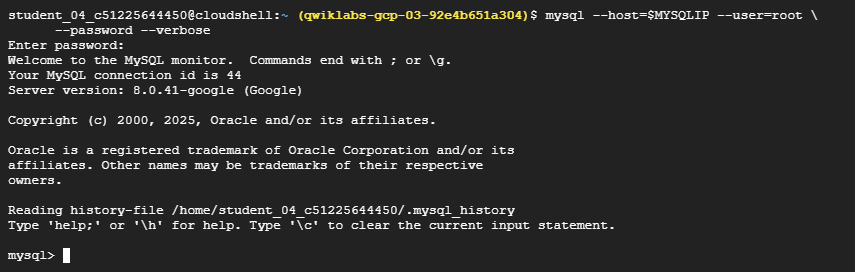 student_04_c51225644450@cloudshell:~ (qwiklabs-gcp-03-92e4b651a304)$ mysql --host=$MYSQLIP --user=root \
      --password --verbose
Enter password:
Welcome to the MySQL monitor.  Commands end with ; or \g.
Your MySQL connection id is 44
Server version: 8.0.41-google (Google)

Copyright (c) 2000, 2025, Oracle and/or its affiliates.

Oracle is a registered trademark of Oracle Corporation and/or its
affiliates. Other names may be trademarks of their respective
owners.

Reading history-file /home/student_04_c51225644450/.mysql_history
Type 'help;' or '\h' for help. Type '\c' to clear the current input statement.

mysql>